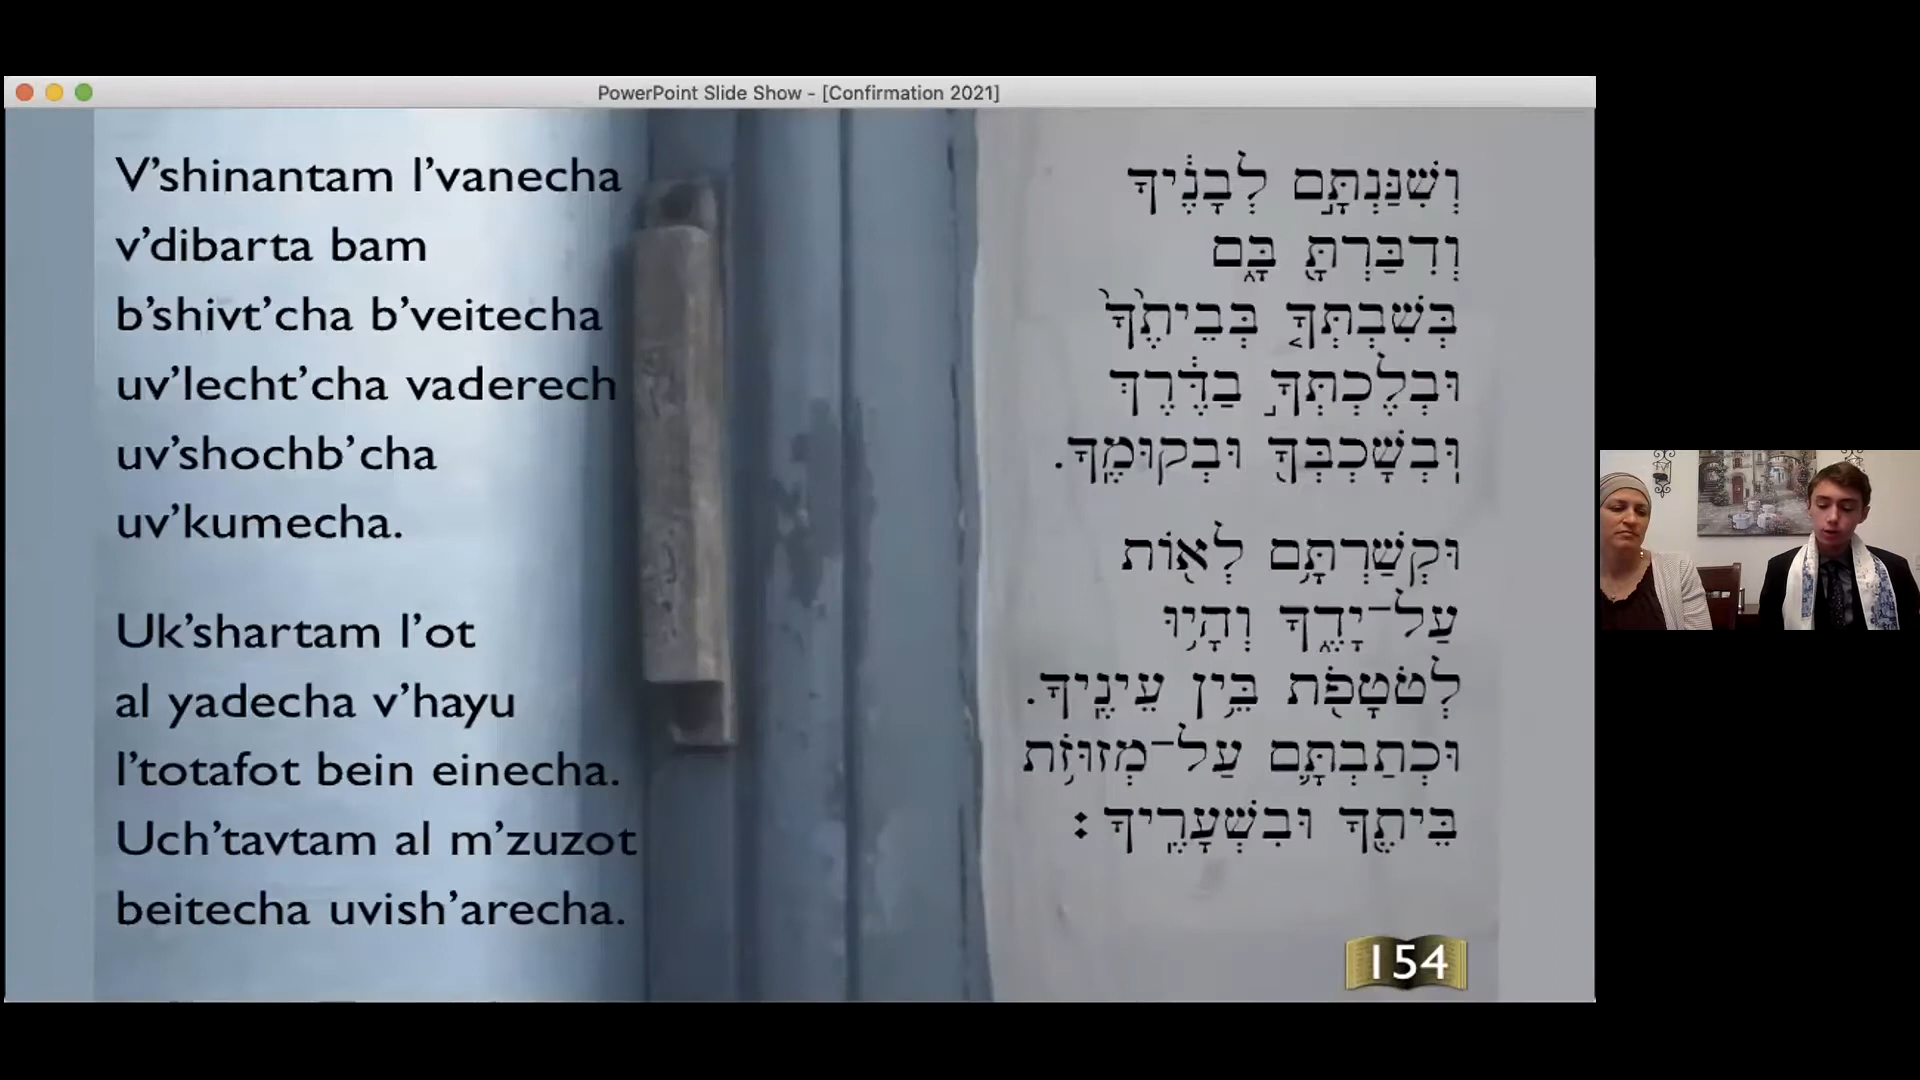 PowerPoint Slide Show - [Confirmation 2021]
V’shinantam l’vanecha
v’dibarta bam
b’shivt’cha b’veitecha
uv’lecht’cha vaderech
uv’shochb’cha
uv’kumecha.
Uk’shartam l’ot
al yadecha v’hayu
l’totafot bein einecha.
Uch’tavtam al m’zuzot
beitecha uvish’arecha.
וְשִׁנַּנְתָּ֣ם לְבָנֶ֔יךָ
וְדִבַּרְתָּ֖ בָּ֑ם
בְּשִׁבְתְּךָ֤ בְּבֵיתֶ֙ךָ֙
וּבְלֶכְתְּךָ֣ בַדֶּ֔רֶךְ
וּֽבְשָׁכְבְּךָ֖ וּבְקוּמֶֽךָ.
וּקְשַׁרְתָּ֥ם לְא֖וֹת
עַל־יָדֶ֑ךָ וְהָי֥וּ
לְטֹטָפֹ֖ת בֵּ֥ין עֵינֶֽיךָ.
וּכְתַבְתָּ֛ם עַל־מְזוּזֹ֥ת
בֵּיתֶ֖ךָ וּבִשְׁעָרֶֽיךָ׃
154